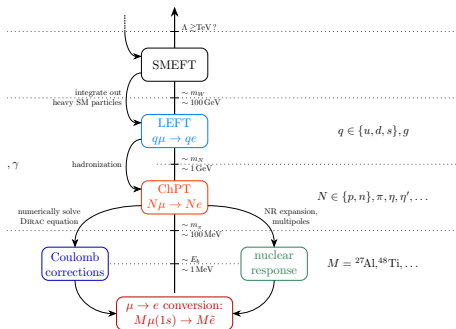 Λ ≳TeV?
SMEFT
integrate out
heavy SM particles
∼ m_W
∼ 100 GeV
LEFT
qμ → qe
q ∈ {u, d, s}, g
, γ
hadronization
∼ m_N
∼ 1 GeV
ChPT
Nμ → Ne
N ∈ {p, n}, π, η, η′, . . .
numerically solve
DIRAC equation
NR expansion,
multipoles
∼ m_π
∼ 100 MeV
Coulomb
corrections
∼ E_b
∼ 1 MeV
nuclear
response
M = ²⁷Al, ⁴⁸Ti, . . .
μ → e conversion:
Mμ(1s) → Mẽ